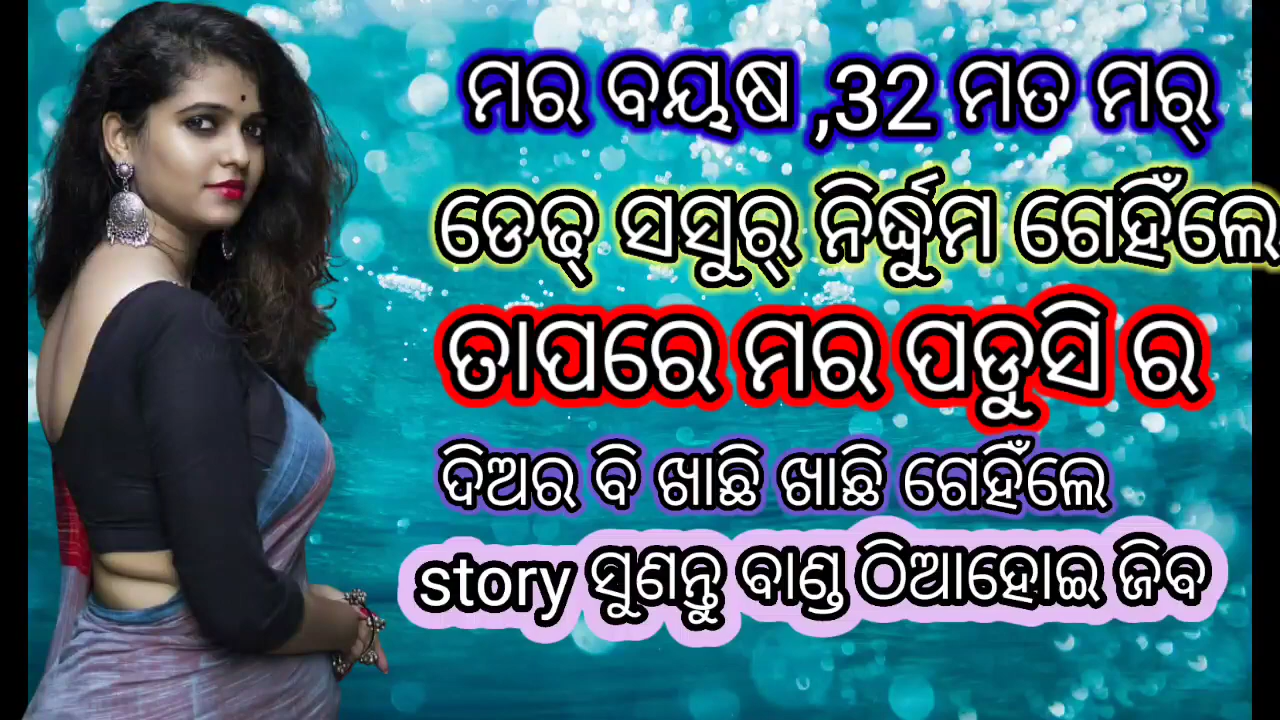 ମର ବୟଷ ,32 ମତ ମର୍
ଡେଢ୍ ସସୁର୍ ନିର୍ଦ୍ଧୁମ ଗେହିଁଲେ
ତାପରେ ମର ପଡୁସି ର
ଦିଅର ବି ଖାଛି ଖାଛି ଗେହିଁଲେ
story ସୁଣନ୍ତୁ ଵାଣ୍ଡ ଠିଆହୋଇ ଜିବ